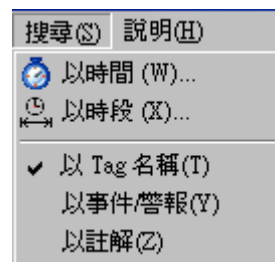 搜尋(S) 說明(H)
以時間 (W)...
以時段 (X)...
以 Tag 名稱(T)
以事件/警報(Y)
以註解(Z)